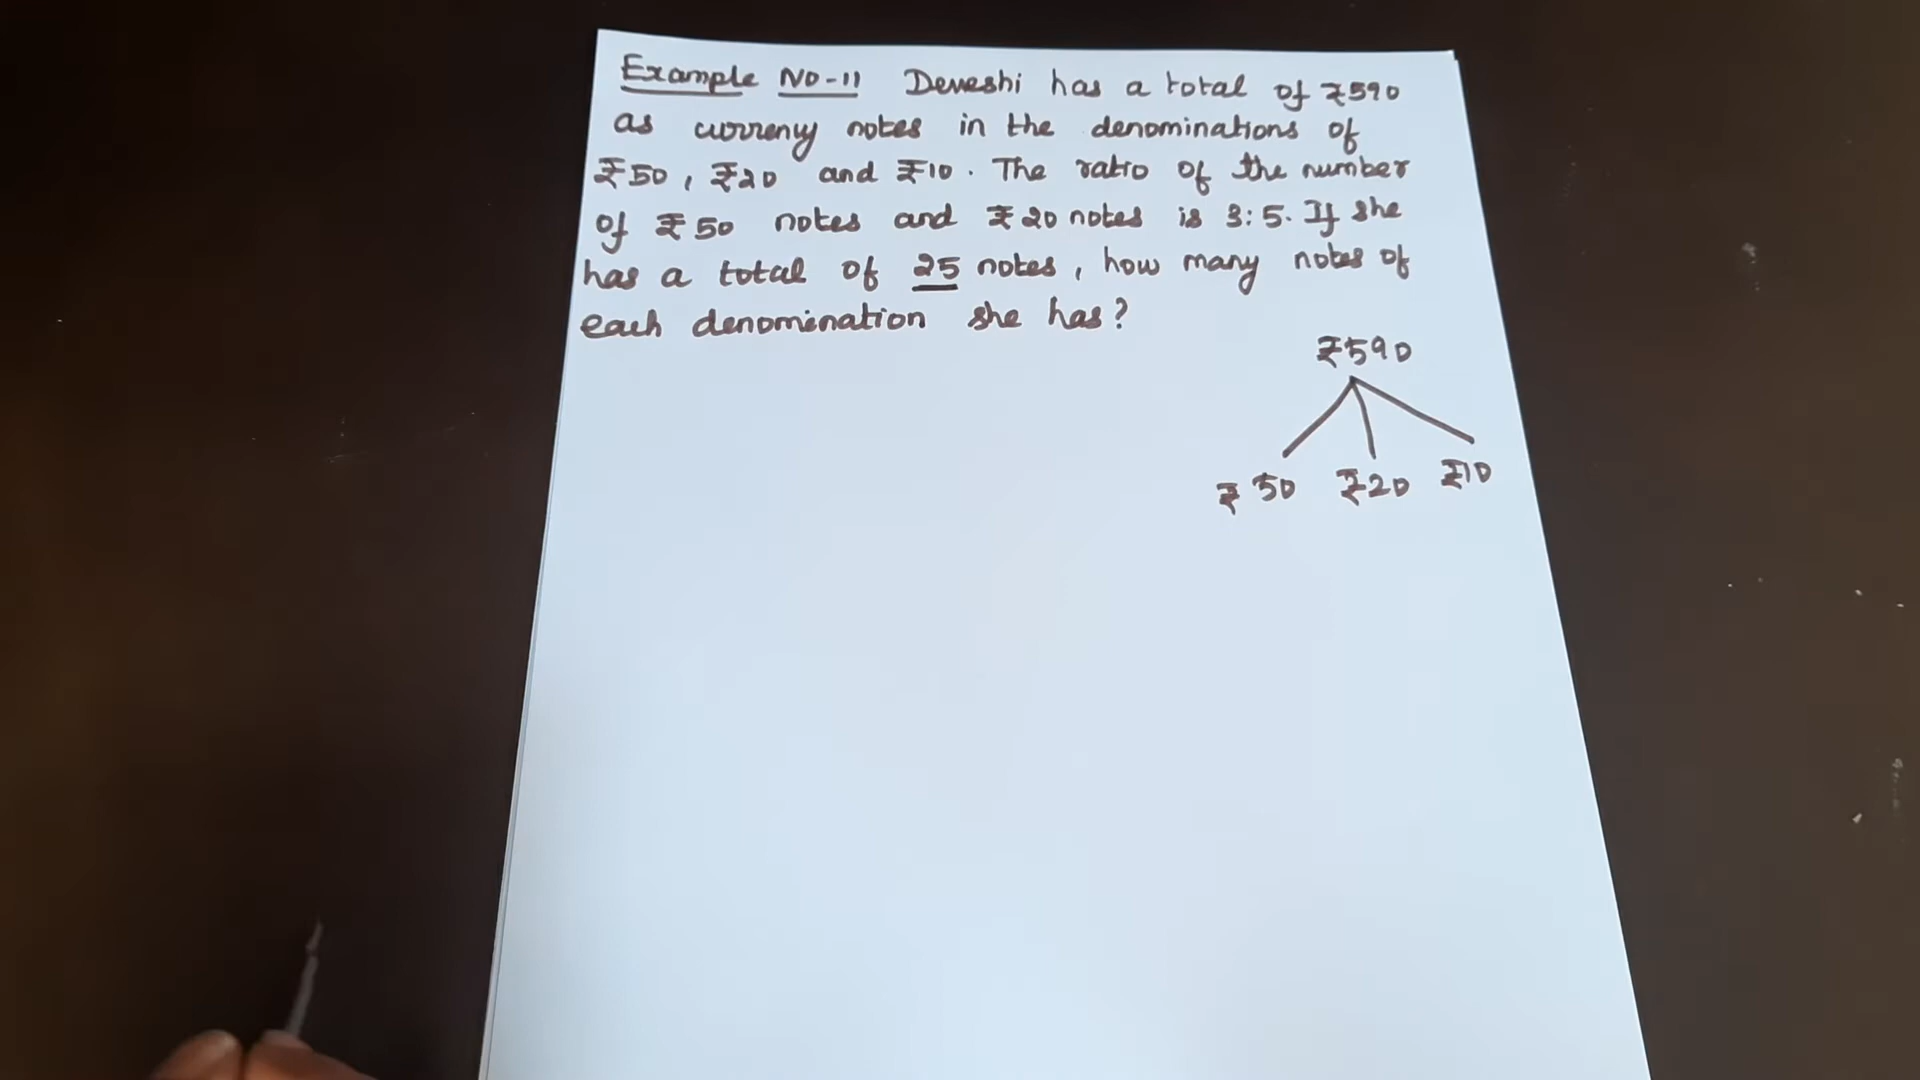 Example No-11 Deveshi has a total of ₹590
as curreny notes in the denominations of
₹50, ₹20 and ₹10. The ratio of the number
of ₹50 notes and ₹20 notes is 3:5. If she
has a total of 25 notes, how many notes of
each denomination she has?
₹590
₹50 ₹20 ₹10